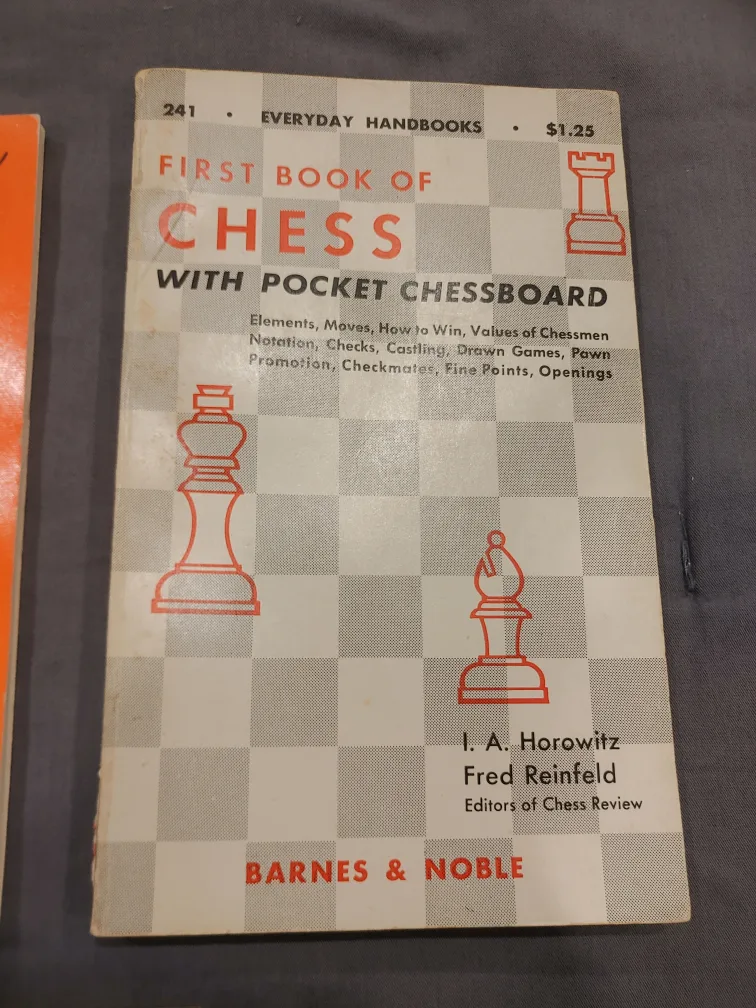 241 • EVERYDAY HANDBOOKS • $1.25
FIRST BOOK OF
CHESS
WITH POCKET CHESSBOARD
Elements, Moves, How to Win, Values of Chessmen
Notation, Checks, Castling, Drawn Games, Pawn
Promotion, Checkmates, Fine Points, Openings
I. A. Horowitz
Fred Reinfeld
Editors of Chess Review
BARNES & NOBLE